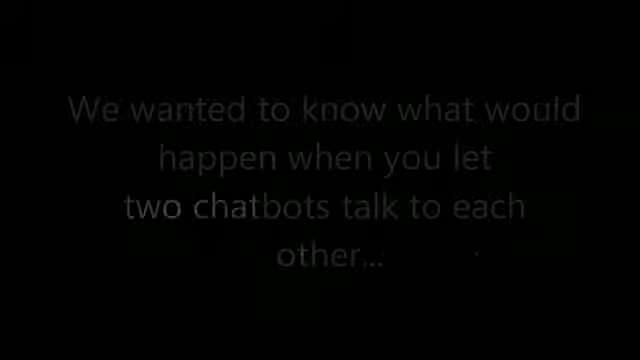 We wanted to know what would
happen when you let
two chatbots talk to each
other...